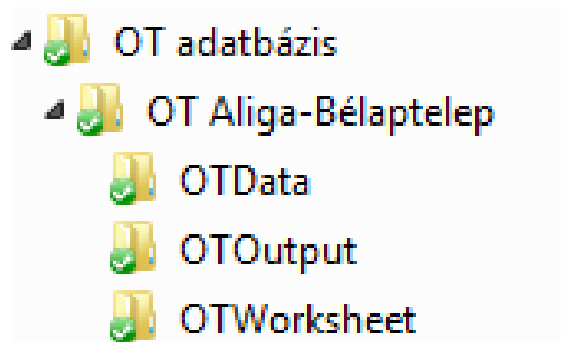 OT adatbázis
OT Aliga-Bélaptelep
OTData
OTOutput
OTWorksheet